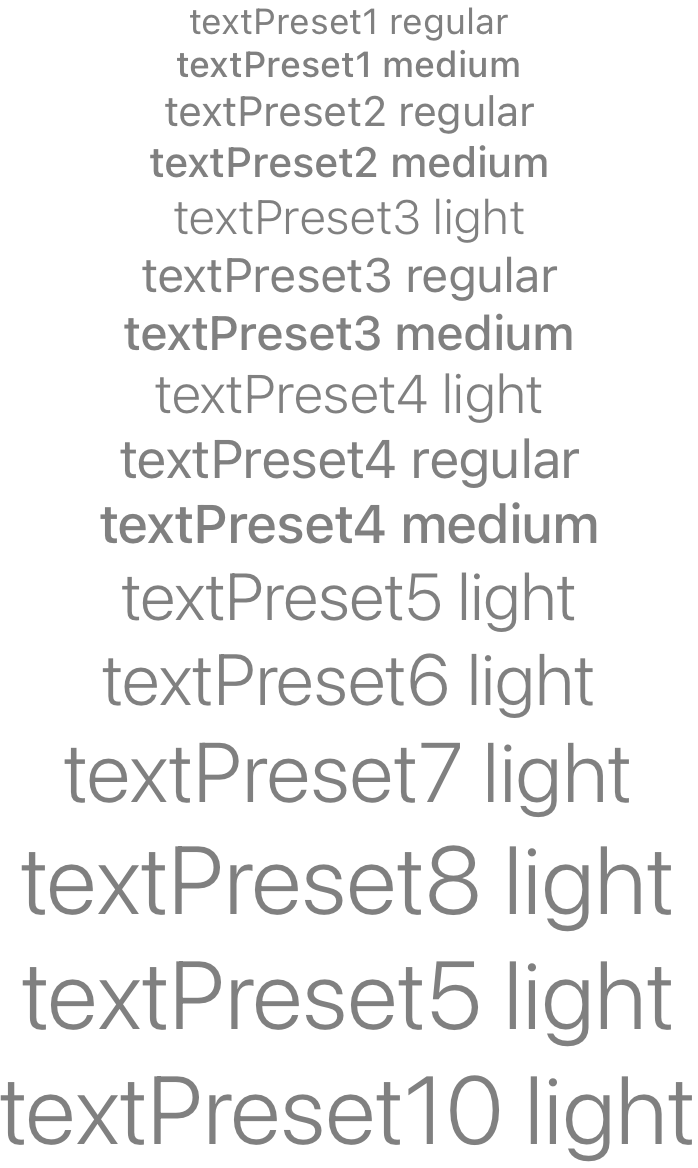 textPreset1 regular
textPreset1 medium
textPreset2 regular
textPreset2 medium
textPreset3 light
textPreset3 regular
textPreset3 medium
textPreset4 light
textPreset4 regular
textPreset4 medium
textPreset5 light
textPreset6 light
textPreset7 light
textPreset8 light
textPreset5 light
textPreset10 light